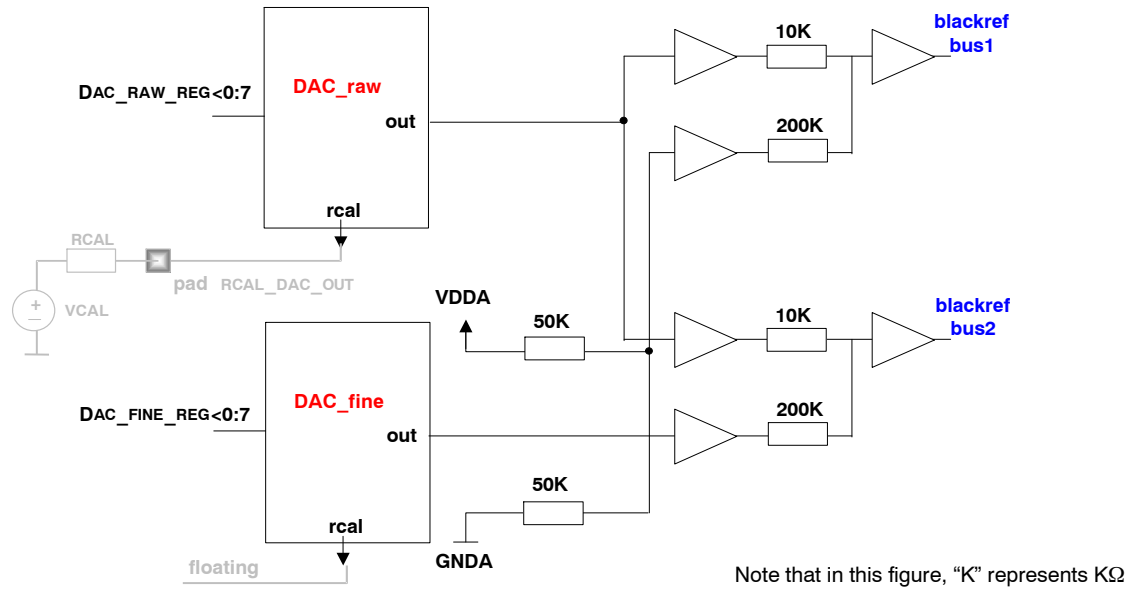 blackref
bus1
10K
DAC_RAW_REG<0:7
DAC_raw
out
200K
rcal
RCAL
pad RCAL_DAC_OUT
VCAL
VDDA
50K
10K
blackref
bus2
DAC_FINE_REG<0:7
DAC_fine
out
200K
50K
rcal
GNDA
floating
Note that in this figure, “K” represents KΩ